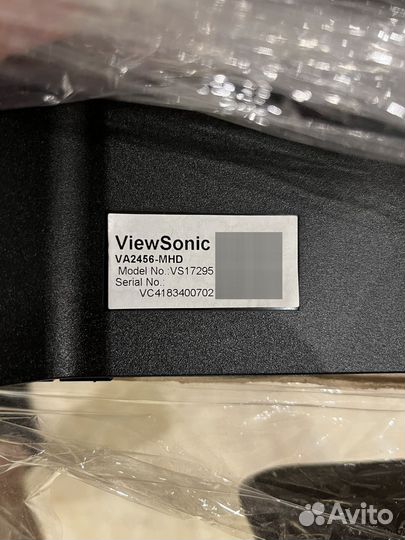 ViewSonic
VA2456-MHD
Model No.:VS17295
Serial No.:
VC4183400702
Avito